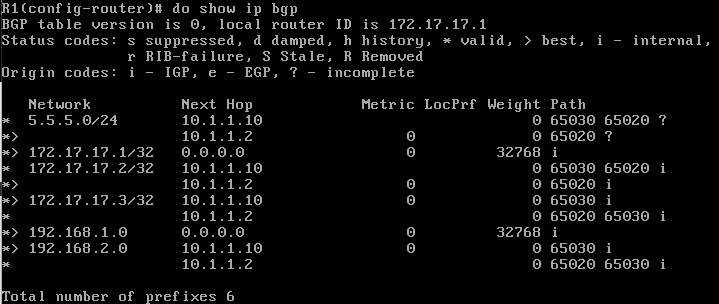 R1(config-router)# do show ip bgp
BGP table version is 0, local router ID is 172.17.17.1
Status codes: s suppressed, d damped, h history, * valid, > best, i - internal,
              r RIB-failure, S Stale, R Removed
Origin codes: i - IGP, e - EGP, ? - incomplete

   Network          Next Hop            Metric LocPrf Weight Path
*  5.5.5.0/24       10.1.1.10                              0 65030 65020 ?
*>                  10.1.1.2                 0             0 65020 ?
*> 172.17.17.1/32   0.0.0.0                  0         32768 i
*  172.17.17.2/32   10.1.1.10                              0 65030 65020 i
*>                  10.1.1.2                 0             0 65020 i
*> 172.17.17.3/32   10.1.1.10                0             0 65030 i
*                   10.1.1.2                               0 65020 65030 i
*> 192.168.1.0      0.0.0.0                  0         32768 i
*> 192.168.2.0      10.1.1.10                0             0 65030 i
*                   10.1.1.2                               0 65020 65030 i

Total number of prefixes 6